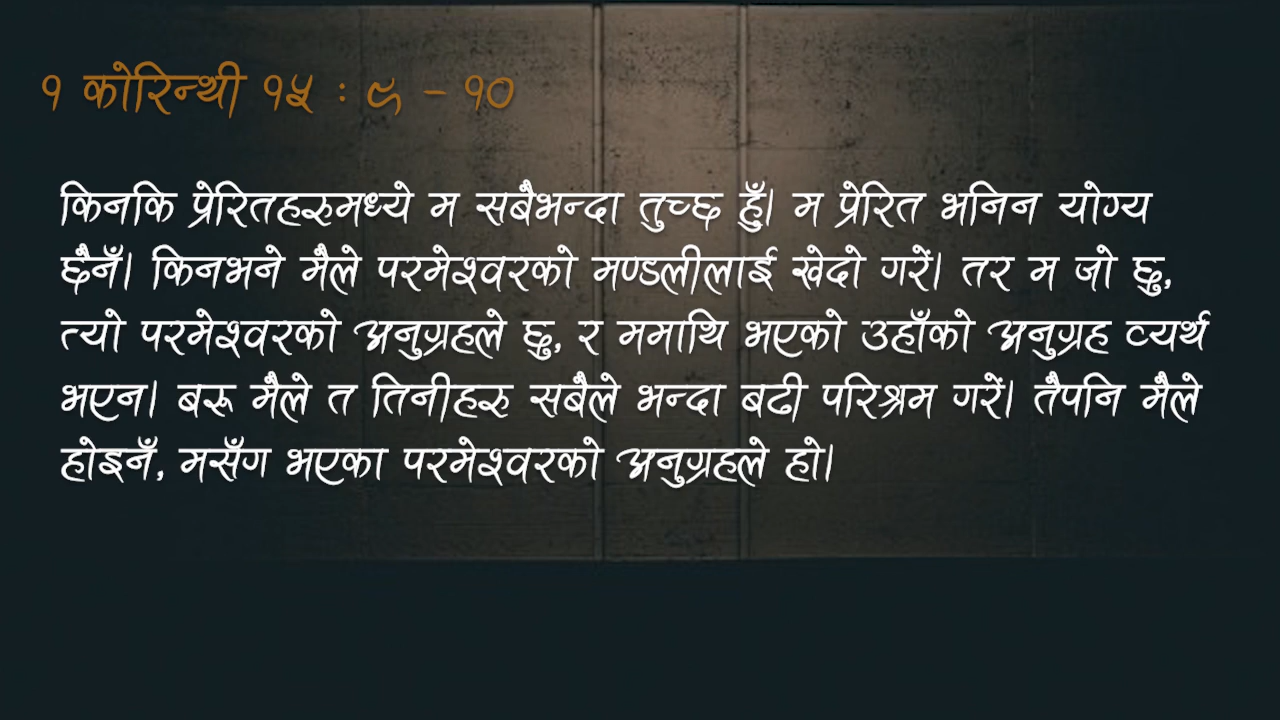 १ कोरिन्थी १५ : ९ - १०
किनकि प्रेरितहरुमध्ये म सबैभन्दा तुच्छ हुँ। म प्रेरित भनिन योग्य
छैनँ। किनभने मैले परमेश्वरको मण्डलीलाई खेदो गरें। तर म जो छु,
त्यो परमेश्वरको अनुग्रहले छु, र ममाथि भएको उहाँको अनुग्रह व्यर्थ
भएन। बरू मैले त तिनीहरु सबैले भन्दा बढी परिश्रम गरें। तैपनि मैले
होइनँ, मसँग भएका परमेश्वरको अनुग्रहले हो।